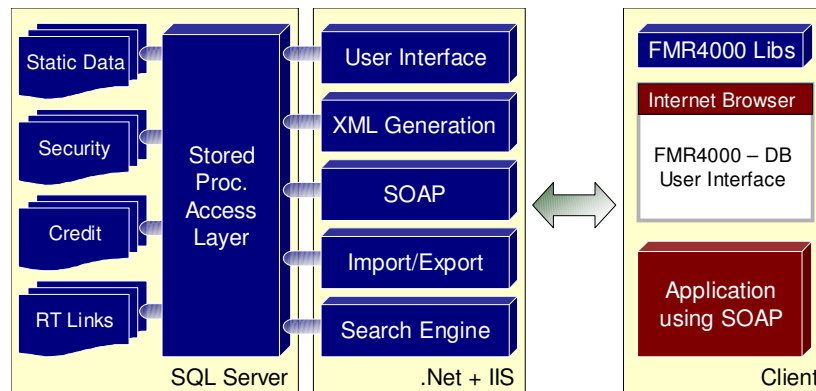 Static Data
Security
Credit
RT Links
Stored
Proc.
Access
Layer
SQL Server
User Interface
XML Generation
SOAP
Import/Export
Search Engine
.Net + IIS
FMR4000 Libs
Internet Browser
FMR4000 – DB
User Interface
Application
using SOAP
Client